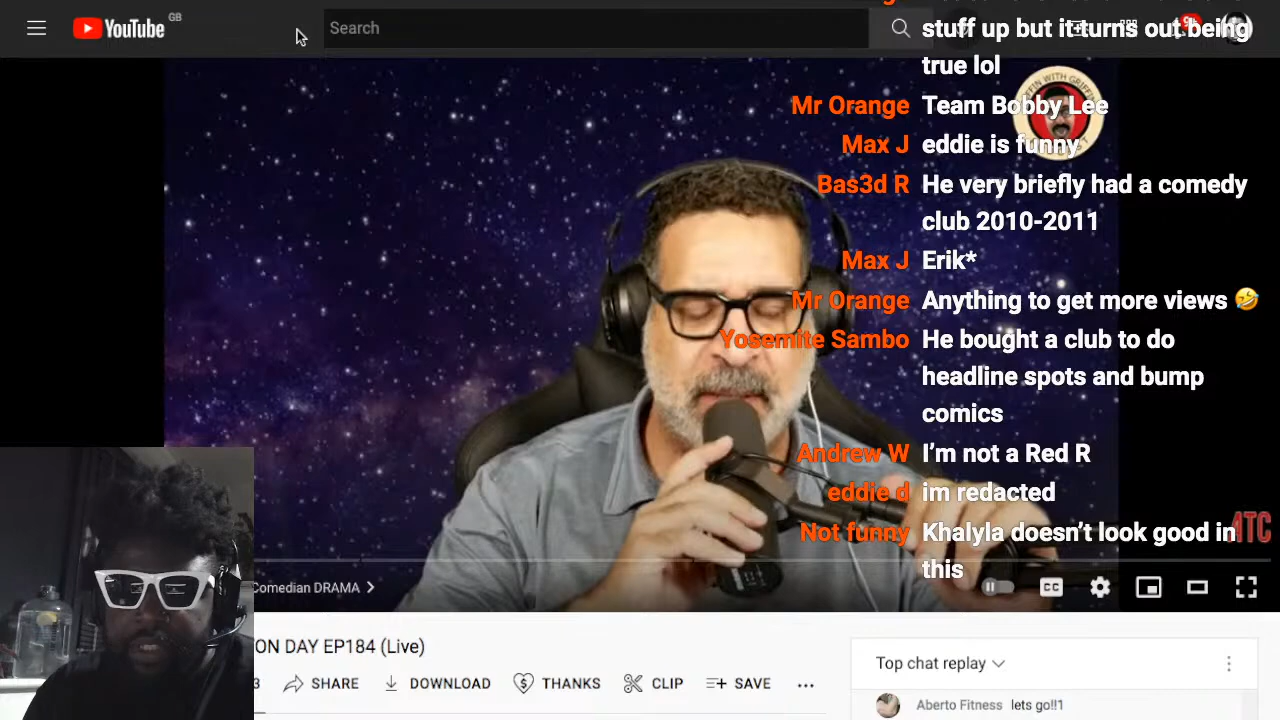 YouTube GB
Search
9+
stuff up but it turns out being
true lol
Mr Orange Team Bobby Lee
Max J eddie is funny
Bas3d R He very briefly had a comedy
club 2010-2011
Max J Erik*
Mr Orange Anything to get more views 🤣
Yosemite Sambo He bought a club to do
headline spots and bump
comics
Andrew W I’m not a Red R
eddie d im redacted
Not funny Khalyla doesn’t look good in
this
ATC
Comedian DRAMA
CC
ON DAY EP184 (Live)
3 SHARE DOWNLOAD THANKS CLIP SAVE ...
Top chat replay
Aberto Fitness lets go!!1